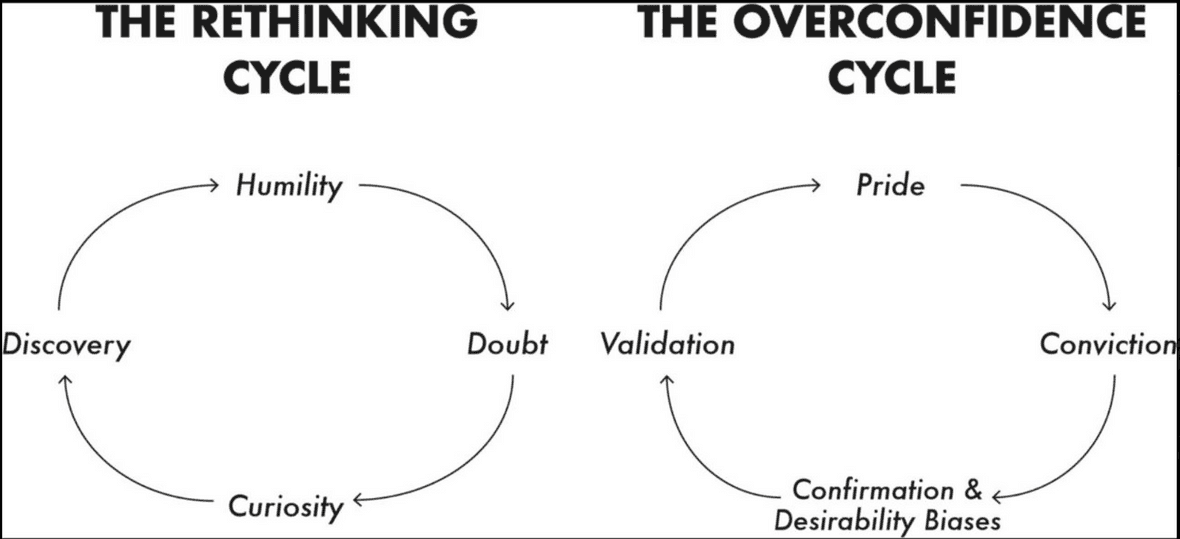 THE RETHINKING
CYCLE
Humility
Doubt
Curiosity
Discovery
THE OVERCONFIDENCE
CYCLE
Pride
Conviction
Confirmation &
Desirability Biases
Validation